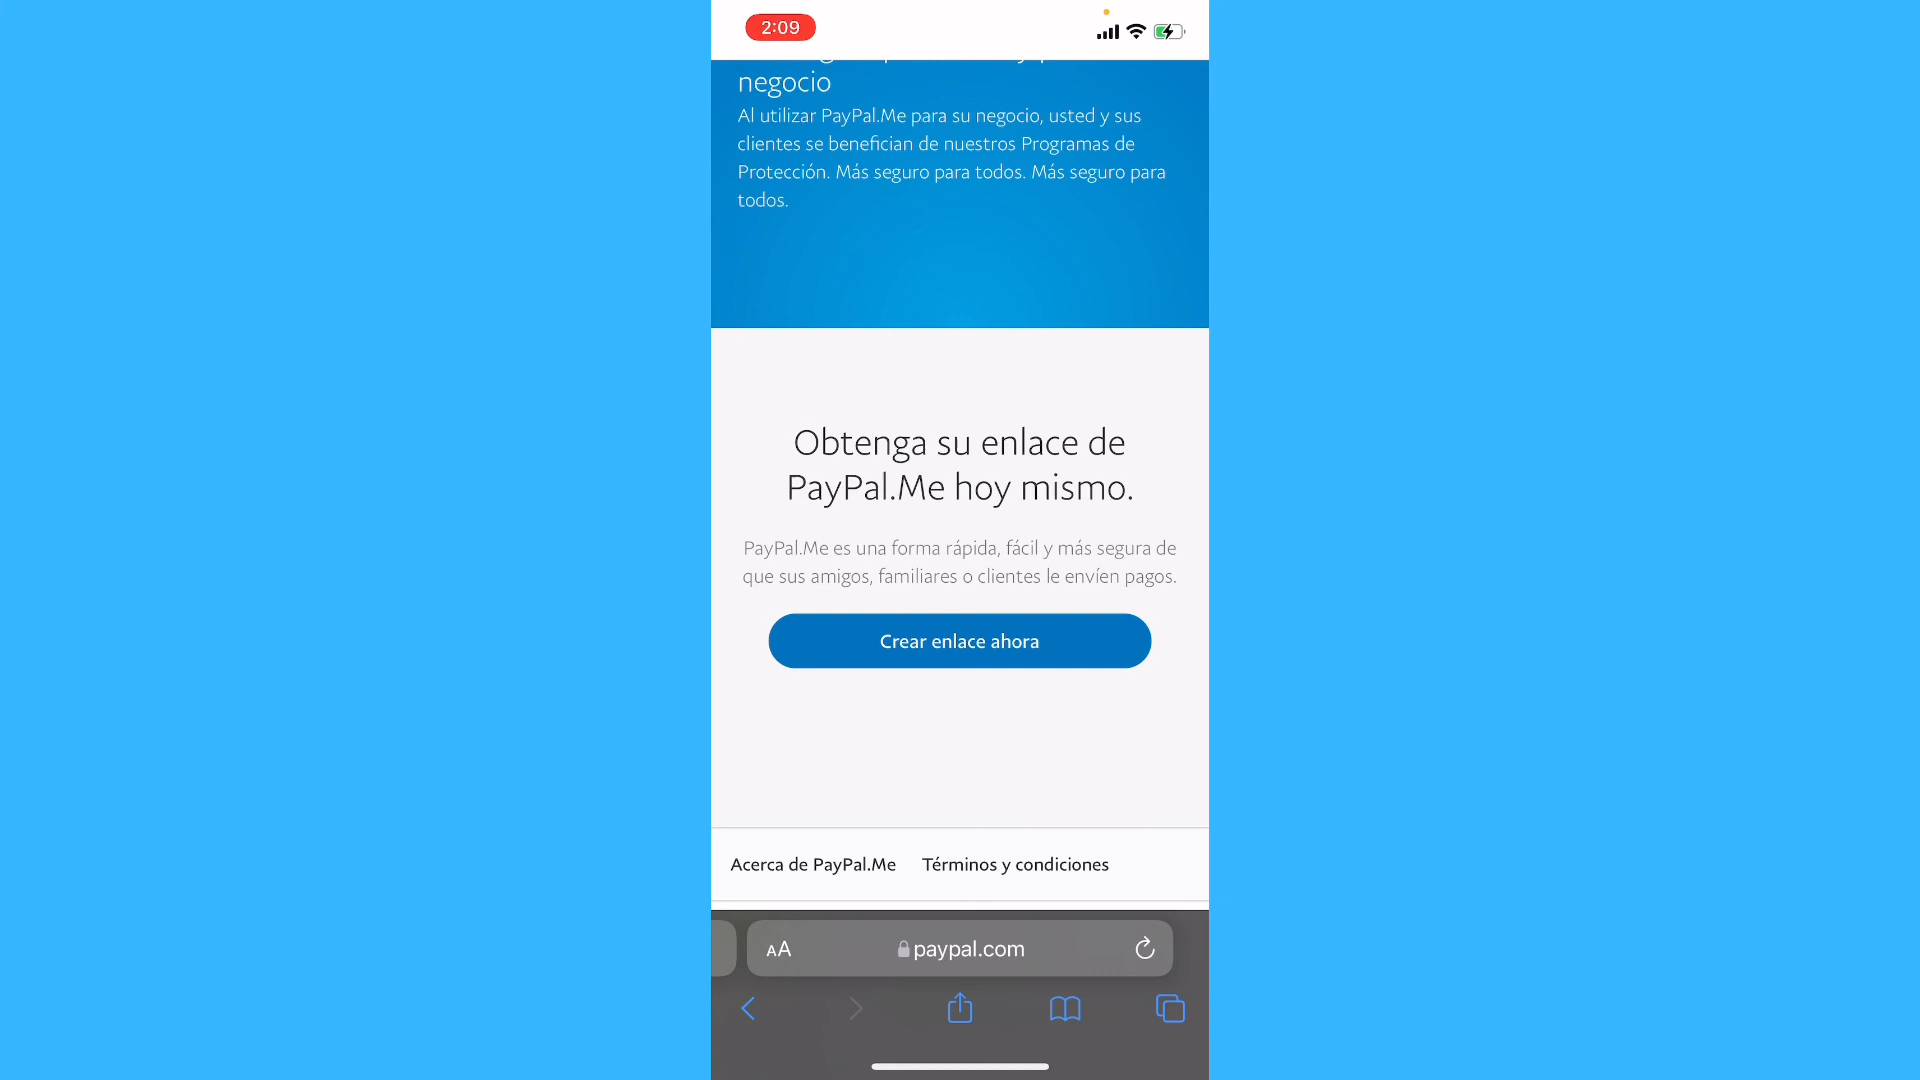 2:09
negocio
Al utilizar PayPal.Me para su negocio, usted y sus
clientes se benefician de nuestros Programas de
Protección. Más seguro para todos. Más seguro para
todos.
Obtenga su enlace de
PayPal.Me hoy mismo.
PayPal.Me es una forma rápida, fácil y más segura de
que sus amigos, familiares o clientes le envíen pagos.
Crear enlace ahora
Acerca de PayPal.Me Términos y condiciones
AA paypal.com